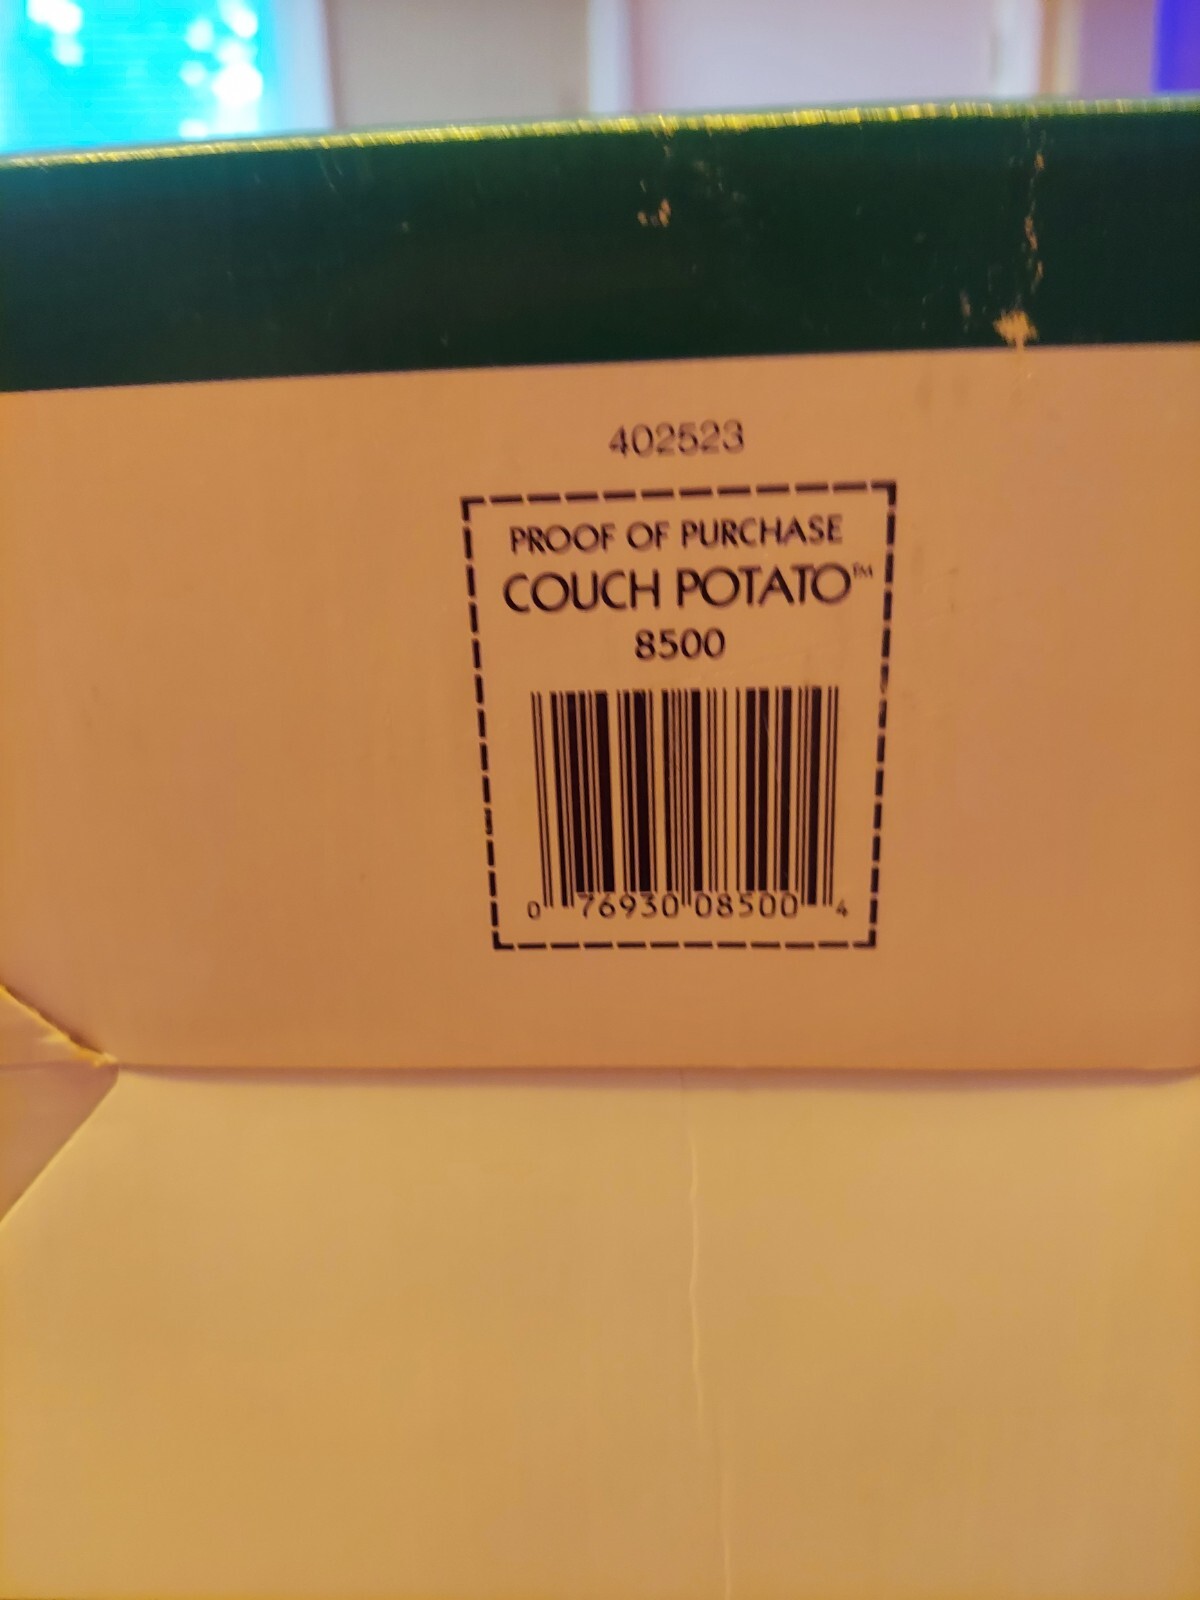 402523
PROOF OF PURCHASE
COUCH POTATO™
8500
0 76930 08500 4